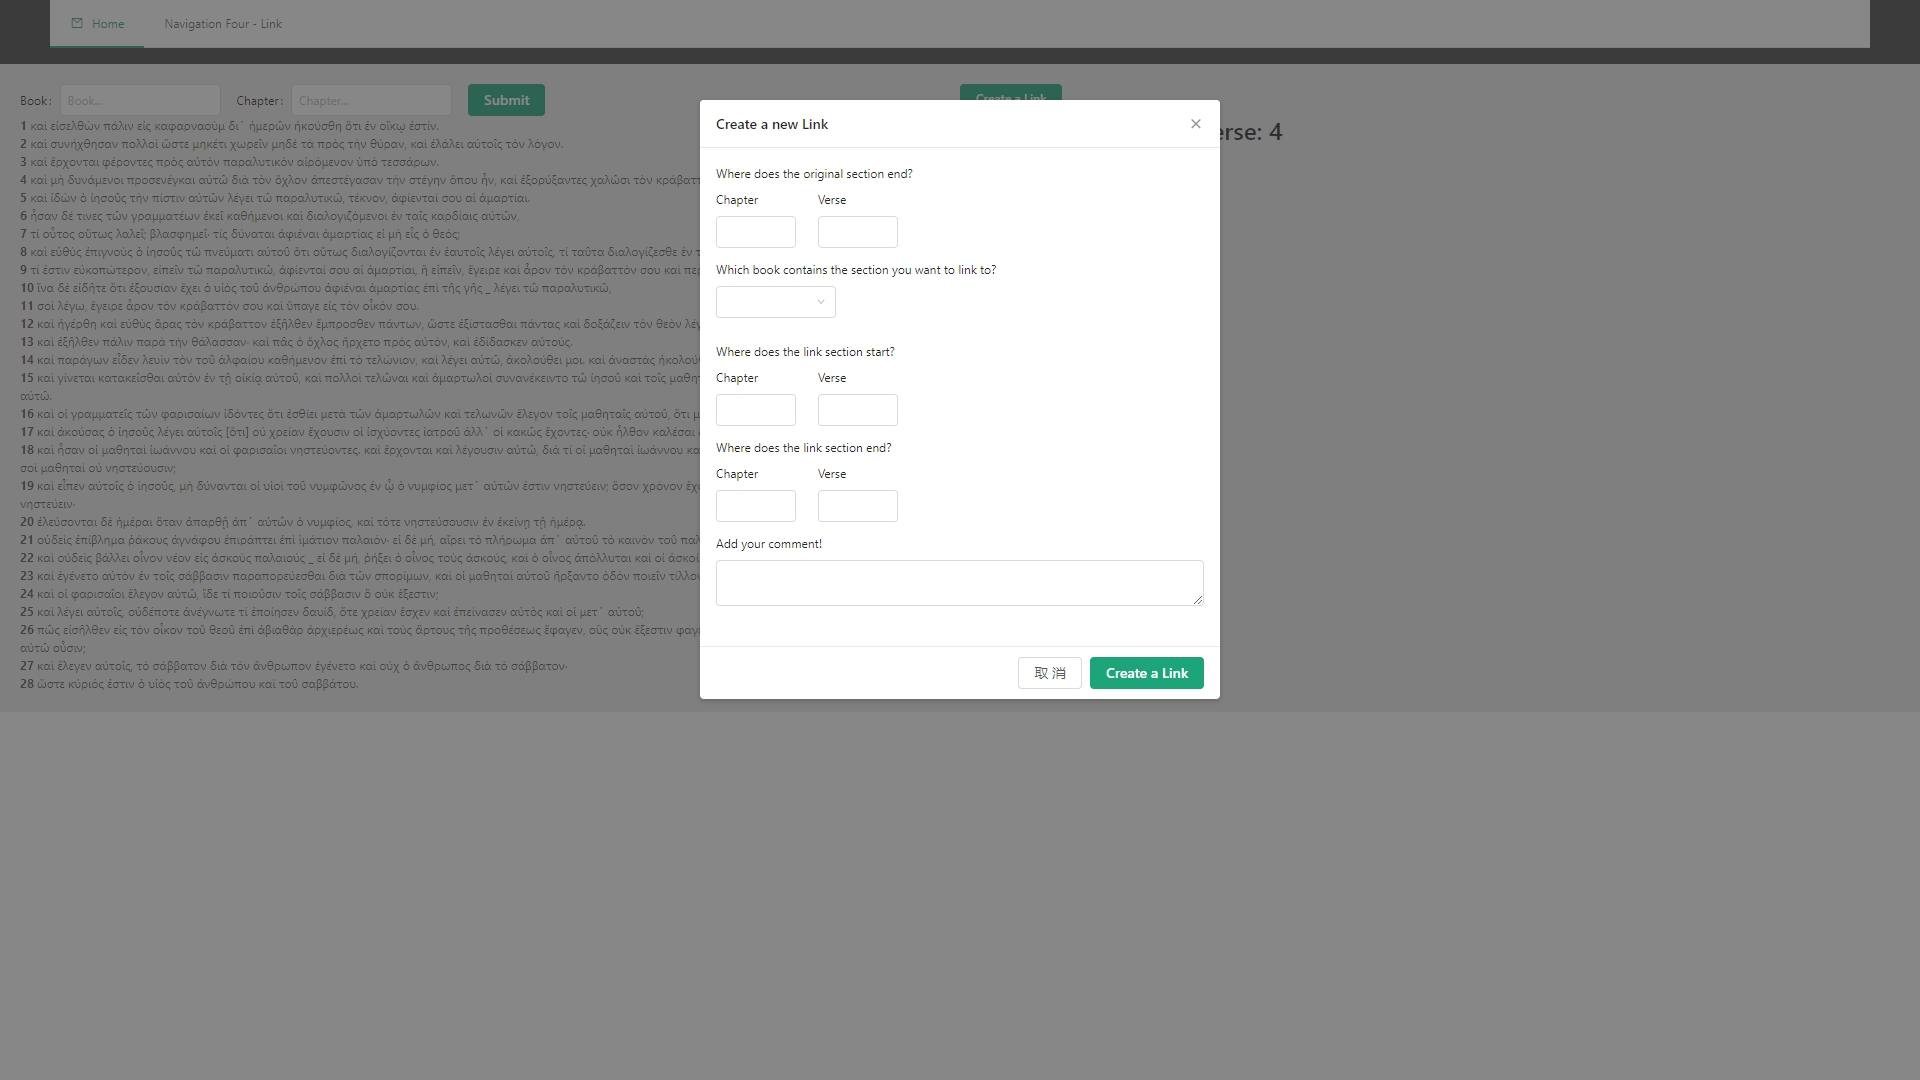 Home
Navigation Four - Link
Book: Book... Chapter: Chapter... Submit
Create a Link
erse: 4
1 καὶ εἰσελθὼν πάλιν εἰς καφαρναοὺμ δι᾽ ἡμερῶν ἠκούσθη ὅτι ἐν οἴκῳ ἐστίν.
2 καὶ συνήχθησαν πολλοὶ ὥστε μηκέτι χωρεῖν μηδὲ τὰ πρὸς τὴν θύραν, καὶ ἐλάλει αὐτοῖς τὸν λόγον.
3 καὶ ἔρχονται φέροντες πρὸς αὐτὸν παραλυτικὸν αἰρόμενον ὑπὸ τεσσάρων.
4 καὶ μὴ δυνάμενοι προσενέγκαι αὐτῶ διὰ τὸν ὄχλον ἀπεστέγασαν τὴν στέγην ὅπου ἦν, καὶ ἐξορύξαντες χαλῶσι τὸν κράβαττ
5 καὶ ἰδὼν ὁ ἰησοῦς τὴν πίστιν αὐτῶν λέγει τῶ παραλυτικῶ, τέκνον, ἀφίενταί σου αἱ ἁμαρτίαι.
6 ἦσαν δέ τινες τῶν γραμματέων ἐκεῖ καθήμενοι καὶ διαλογιζόμενοι ἐν ταῖς καρδίαις αὐτῶν,
7 τί οὖτος οὕτως λαλεῖ; βλασφημεῖ· τίς δύναται ἀφιέναι ἁμαρτίας εἰ μὴ εἷς ὁ θεός;
8 καὶ εὐθὺς ἐπιγνοὺς ὁ ἰησοῦς τῶ πνεύματι αὐτοῦ ὅτι οὕτως διαλογίζονται ἐν ἑαυτοῖς λέγει αὐτοῖς, τί ταῦτα διαλογίζεσθε ἐν τ
9 τί ἐστιν εὐκοπώτερον, εἰπεῖν τῶ παραλυτικῶ, ἀφίενταί σου αἱ ἁμαρτίαι, ἢ εἰπεῖν, ἔγειρε καὶ ἆρον τὸν κράβαττόν σου καὶ περ
10 ἵνα δὲ εἰδῆτε ὅτι ἐξουσίαν ἔχει ὁ υἱὸς τοῦ ἀνθρώπου ἀφιέναι ἁμαρτίας ἐπὶ τῆς γῆς _ λέγει τῶ παραλυτικῶ,
11 σοὶ λέγω, ἔγειρε ἆρον τὸν κράβαττόν σου καὶ ὕπαγε εἰς τὸν οἶκόν σου.
12 καὶ ἠγέρθη καὶ εὐθὺς ἄρας τὸν κράβαττον ἐξῆλθεν ἔμπροσθεν πάντων, ὥστε ἐξίστασθαι πάντας καὶ δοξάζειν τὸν θεὸν λέγ
13 καὶ ἐξῆλθεν πάλιν παρὰ τὴν θάλασσαν· καὶ πᾶς ὁ ὄχλος ἤρχετο πρὸς αὐτόν, καὶ ἐδίδασκεν αὐτούς.
14 καὶ παράγων εἶδεν λευὶν τὸν τοῦ ἁλφαίου καθήμενον ἐπὶ τὸ τελώνιον, καὶ λέγει αὐτῶ, ἀκολούθει μοι. καὶ ἀναστὰς ἠκολού
15 καὶ γίνεται κατακεῖσθαι αὐτὸν ἐν τῇ οἰκίᾳ αὐτοῦ, καὶ πολλοὶ τελῶναι καὶ ἁμαρτωλοὶ συνανέκειντο τῶ ἰησοῦ καὶ τοῖς μαθητ
αὐτῶ.
16 καὶ οἱ γραμματεῖς τῶν φαρισαίων ἰδόντες ὅτι ἐσθίει μετὰ τῶν ἁμαρτωλῶν καὶ τελωνῶν ἔλεγον τοῖς μαθηταῖς αὐτοῦ, ὅτι μ
17 καὶ ἀκούσας ὁ ἰησοῦς λέγει αὐτοῖς [ὅτι] οὐ χρείαν ἔχουσιν οἱ ἰσχύοντες ἰατροῦ ἀλλ᾽ οἱ κακῶς ἔχοντες· οὐκ ἦλθον καλέσαι
18 καὶ ἦσαν οἱ μαθηταὶ ἰωάννου καὶ οἱ φαρισαῖοι νηστεύοντες. καὶ ἔρχονται καὶ λέγουσιν αὐτῶ, διὰ τί οἱ μαθηταὶ ἰωάννου κα
σοὶ μαθηταὶ οὐ νηστεύουσιν;
19 καὶ εἶπεν αὐτοῖς ὁ ἰησοῦς, μὴ δύνανται οἱ υἱοὶ τοῦ νυμφῶνος ἐν ᾧ ὁ νυμφίος μετ᾽ αὐτῶν ἐστιν νηστεύειν; ὅσον χρόνον ἔχ
νηστεύειν·
20 ἐλεύσονται δὲ ἡμέραι ὅταν ἀπαρθῇ ἀπ᾽ αὐτῶν ὁ νυμφίος, καὶ τότε νηστεύσουσιν ἐν ἐκείνῃ τῇ ἡμέρᾳ.
21 οὐδεὶς ἐπίβλημα ῥάκους ἀγνάφου ἐπιράπτει ἐπὶ ἱμάτιον παλαιόν· εἰ δὲ μή, αἴρει τὸ πλήρωμα ἀπ᾽ αὐτοῦ τὸ καινὸν τοῦ παλ
22 καὶ οὐδεὶς βάλλει οἶνον νέον εἰς ἀσκοὺς παλαιούς _ εἰ δὲ μή, ῥήξει ὁ οἶνος τοὺς ἀσκούς, καὶ ὁ οἶνος ἀπόλλυται καὶ οἱ ἀσκοί
23 καὶ ἐγένετο αὐτὸν ἐν τοῖς σάββασιν παραπορεύεσθαι διὰ τῶν σπορίμων, καὶ οἱ μαθηταὶ αὐτοῦ ἤρξαντο ὁδὸν ποιεῖν τίλλον
24 καὶ οἱ φαρισαῖοι ἔλεγον αὐτῶ, ἴδε τί ποιοῦσιν τοῖς σάββασιν ὃ οὐκ ἔξεστιν;
25 καὶ λέγει αὐτοῖς, οὐδέποτε ἀνέγνωτε τί ἐποίησεν δαυίδ, ὅτε χρείαν ἔσχεν καὶ ἐπείνασεν αὐτὸς καὶ οἱ μετ᾽ αὐτοῦ;
26 πῶς εἰσῆλθεν εἰς τὸν οἶκον τοῦ θεοῦ ἐπὶ ἀβιαθὰρ ἀρχιερέως καὶ τοὺς ἄρτους τῆς προθέσεως ἔφαγεν, οὓς οὐκ ἔξεστιν φαγε
αὐτῶ οὖσιν;
27 καὶ ἔλεγεν αὐτοῖς, τὸ σάββατον διὰ τὸν ἄνθρωπον ἐγένετο καὶ οὐχ ὁ ἄνθρωπος διὰ τὸ σάββατον·
28 ὥστε κύριός ἐστιν ὁ υἱὸς τοῦ ἀνθρώπου καὶ τοῦ σαββάτου.
Create a new Link
Where does the original section end?
Chapter Verse
Which book contains the section you want to link to?
Where does the link section start?
Chapter Verse
Where does the link section end?
Chapter Verse
Add your comment!
取 消
Create a Link